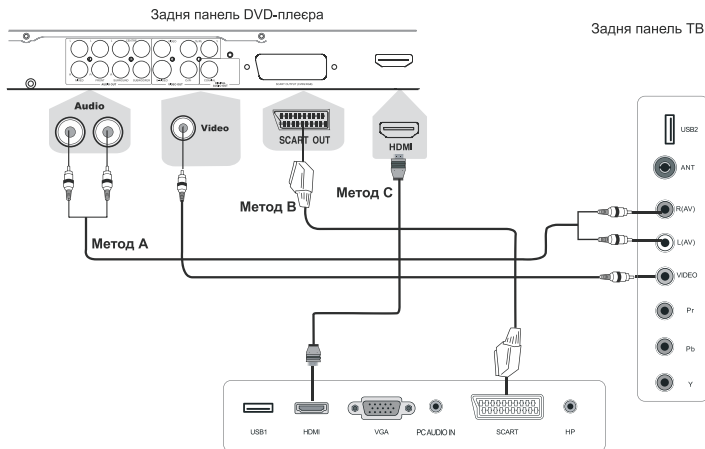 Задня панель DVD-плеєра
Задня панель ТВ
Audio
Video
SCART OUT
HDMI
Метод A
Метод B
Метод C
USB2
ANT
R(AV)
L(AV)
VIDEO
Pr
Pb
Y
USB1
HDMI
VGA
PC AUDIO IN
SCART
HP